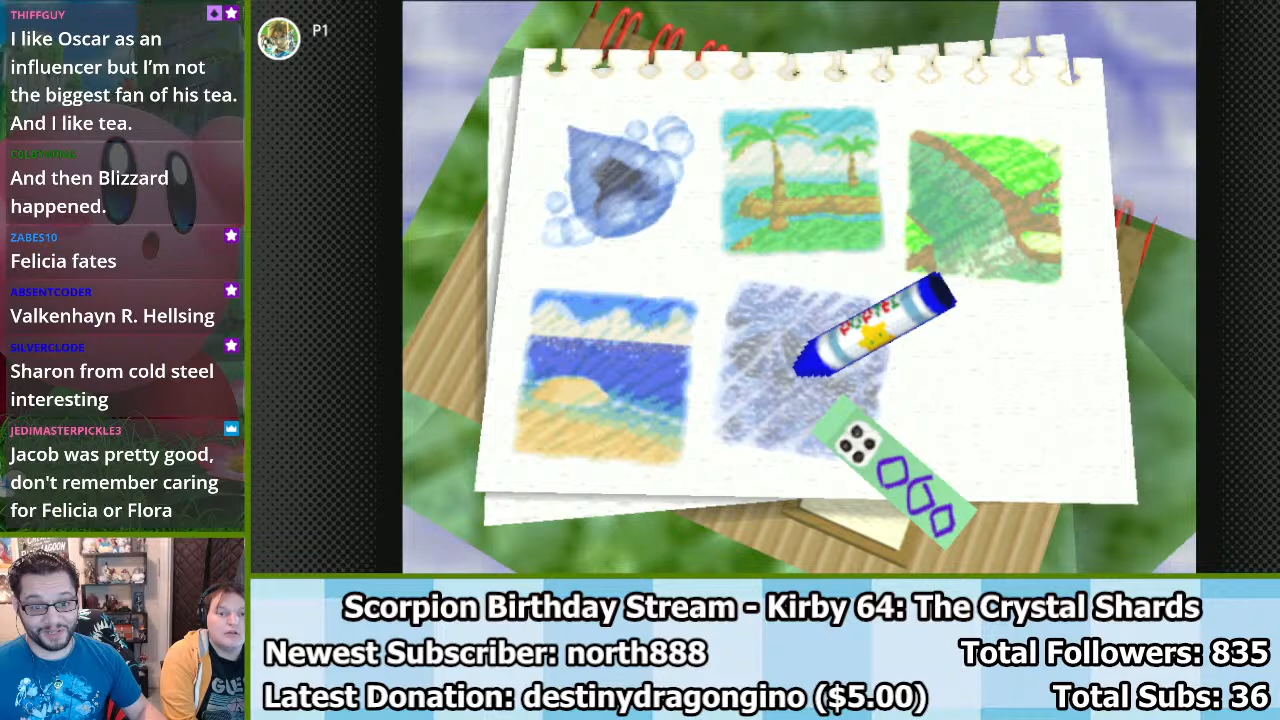 THIFFGUY
I like Oscar as an
influencer but I'm not
the biggest fan of his tea.
And I like tea.
And then Blizzard
happened.
ZABES10
Felicia fates
ABSENTCODER
Valkenhayn R. Hellsing
SILVERCLODE
Sharon from cold steel
interesting
JEDIMASTERPICKLE3
Jacob was pretty good,
don't remember caring
for Felicia or Flora
P1
060
Scorpion Birthday Stream - Kirby 64: The Crystal Shards
Newest Subscriber: north888
Total Followers: 835
Latest Donation: destinydragongino ($5.00)
Total Subs: 36